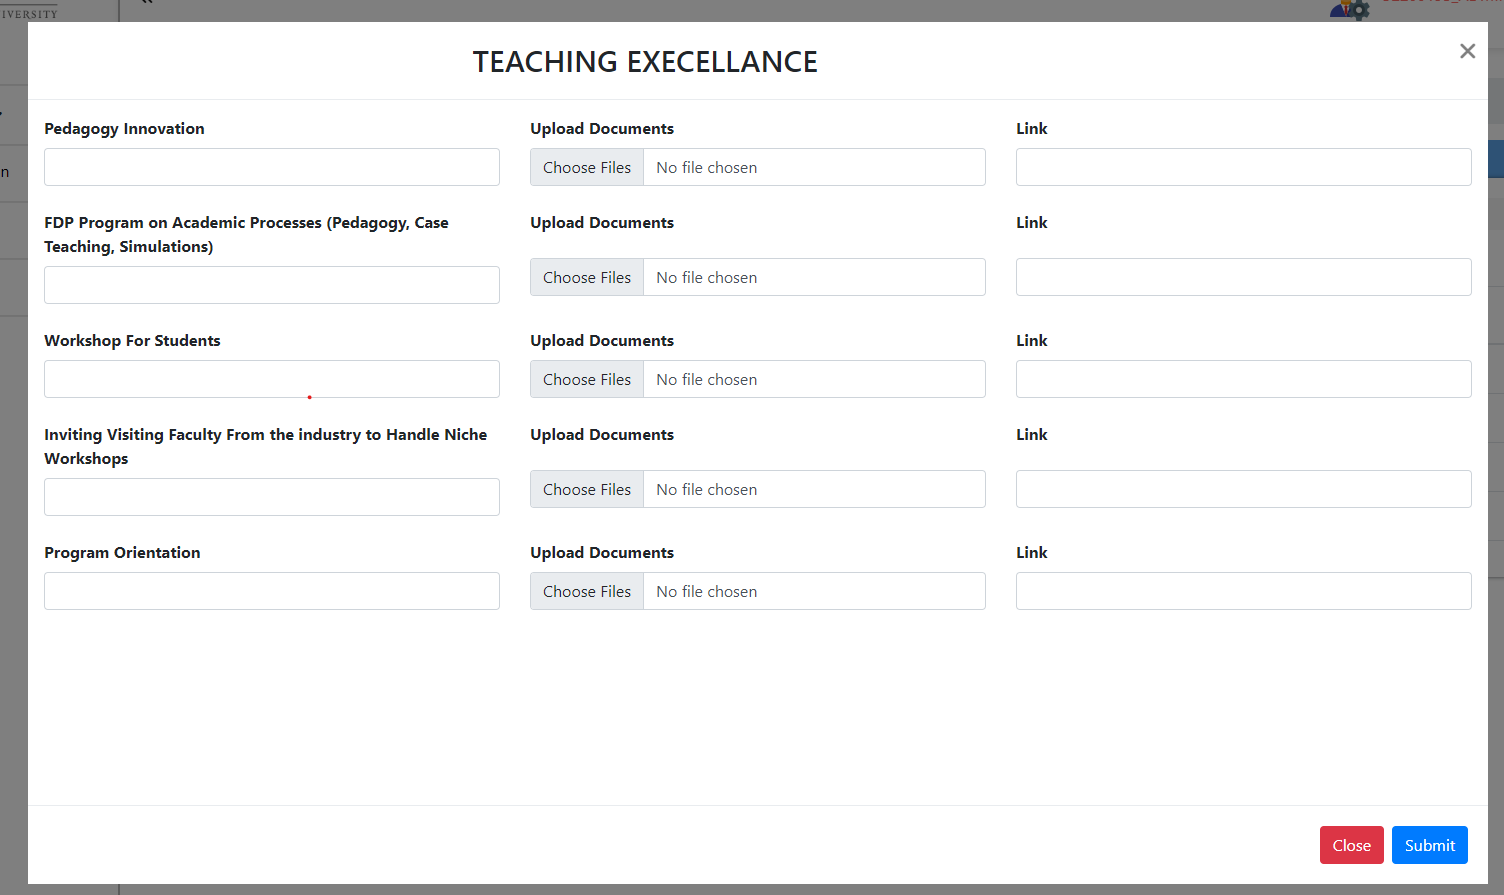 IVERSITY
TEACHING EXECELLANCE
Pedagogy Innovation
Upload Documents
Link
Choose Files No file chosen
FDP Program on Academic Processes (Pedagogy, Case
Teaching, Simulations)
Upload Documents
Link
Choose Files No file chosen
Workshop For Students
Upload Documents
Link
Choose Files No file chosen
Inviting Visiting Faculty From the industry to Handle Niche
Workshops
Upload Documents
Link
Choose Files No file chosen
Program Orientation
Upload Documents
Link
Choose Files No file chosen
Close
Submit